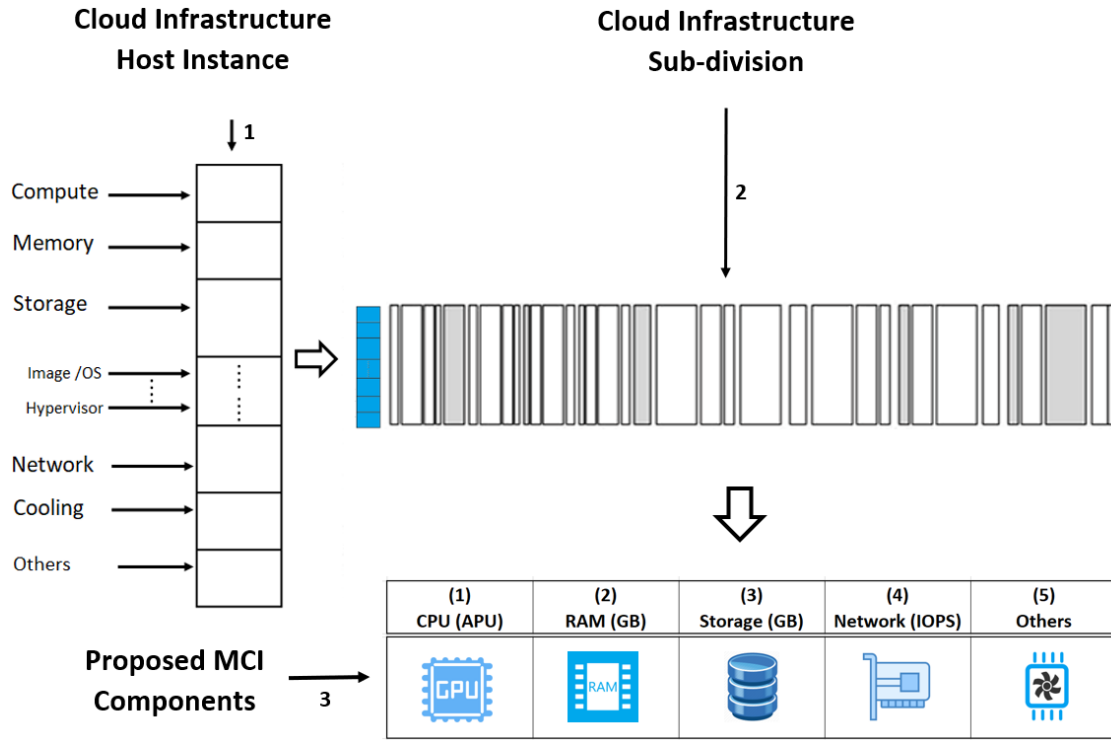 Cloud Infrastructure
Host Instance
Cloud Infrastructure
Sub-division
1
2
Compute
Memory
Storage
Image /OS
Hypervisor
Network
Cooling
Others
(1)
CPU (APU)
(2)
RAM (GB)
(3)
Storage (GB)
(4)
Network (IOPS)
(5)
Others
Proposed MCI
Components
3
GPU
RAM